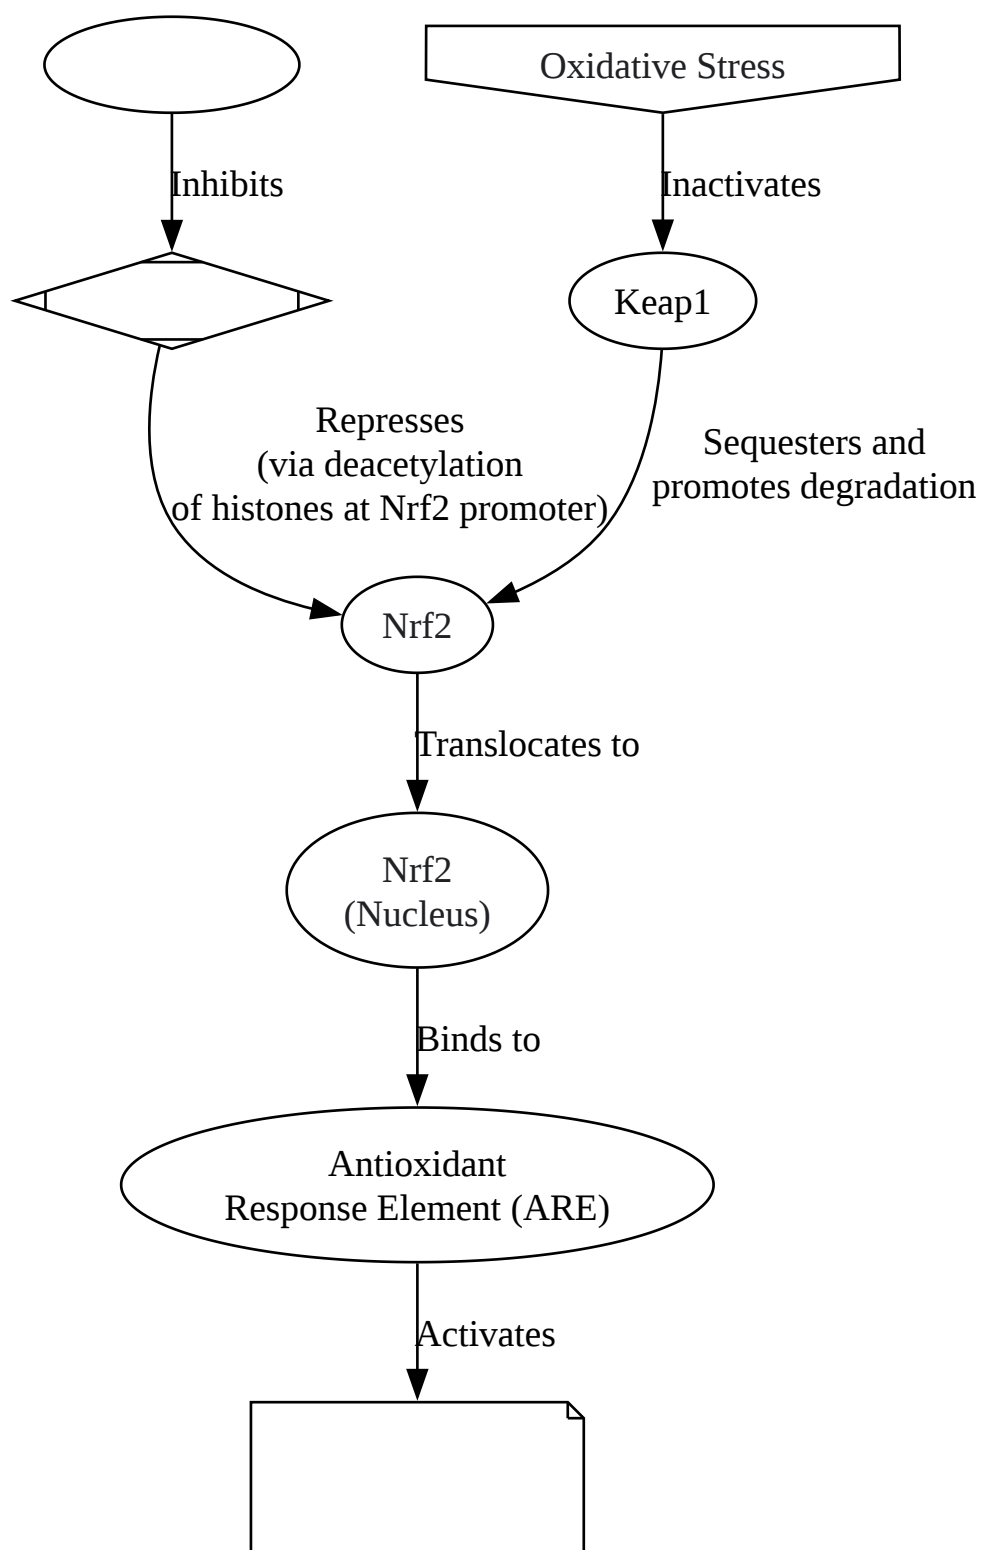 Oxidative Stress
Inhibits
Inactivates
Keap1
Represses
(via deacetylation
of histones at Nrf2 promoter)
Sequesters and
promotes degradation
Nrf2
Translocates to
Nrf2
(Nucleus)
Binds to
Antioxidant
Response Element (ARE)
Activates